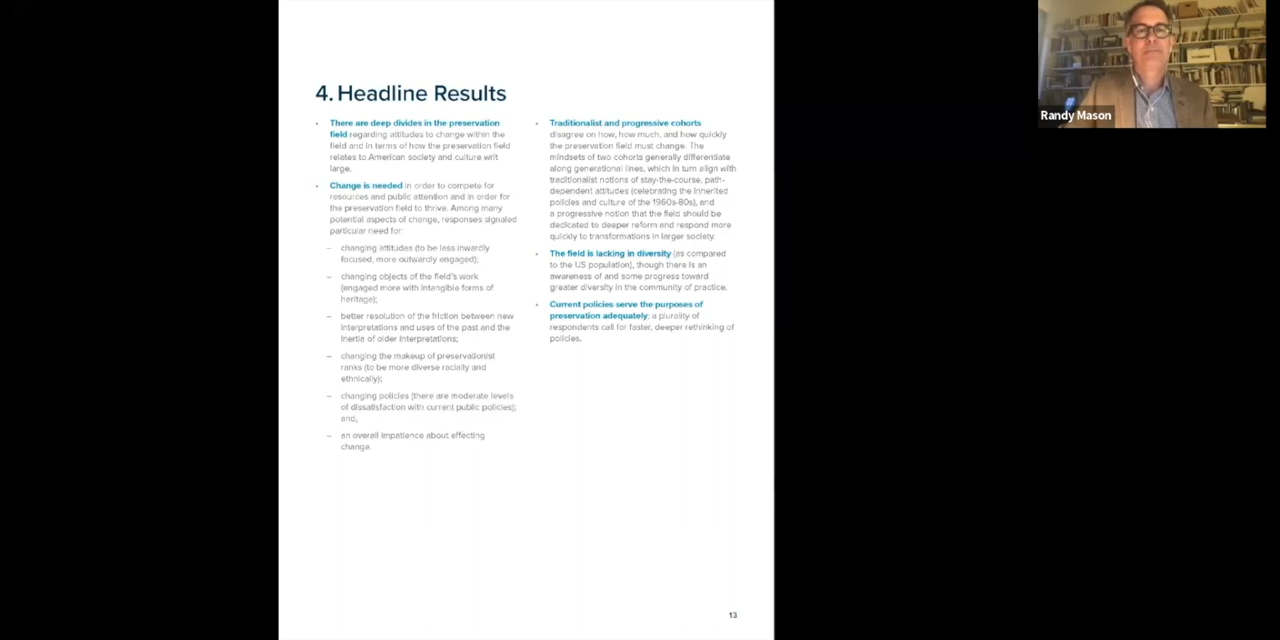 4. Headline Results
• There are deep divides in the preservation
field regarding attitudes to change within the
field and in terms of how the preservation field
relates to American society and culture writ
large.
• Change is needed in order to compete for
resources and public attention and in order for
the preservation field to thrive. Among many
potential aspects of change, responses signaled
particular need for:
– changing attitudes (to be less inwardly
focused, more outwardly engaged);
– changing objects of the field's work
(engaged more with intangible forms of
heritage);
– better resolution of the friction between new
interpretations and uses of the past and the
inertia of older interpretations;
– changing the makeup of preservationist
ranks (to be more diverse racially and
ethnically);
– changing policies (there are moderate levels
of dissatisfaction with current public policies);
and,
– an overall impatience about effecting
change.
• Traditionalist and progressive cohorts
disagree on how, how much, and how quickly
the preservation field must change. The
mindsets of two cohorts generally differentiate
along generational lines, which in turn align with
traditionalist notions of stay-the-course, path-
dependent attitudes (celebrating the inherited
policies and culture of the 1960s-80s), and
a progressive notion that the field should be
dedicated to deeper reform and respond more
quickly to transformations in larger society.
• The field is lacking in diversity (as compared
to the US population), though there is an
awareness of and some progress toward
greater diversity in the community of practice.
• Current policies serve the purposes of
preservation adequately; a plurality of
respondents call for faster, deeper rethinking of
policies.
13
Randy Mason